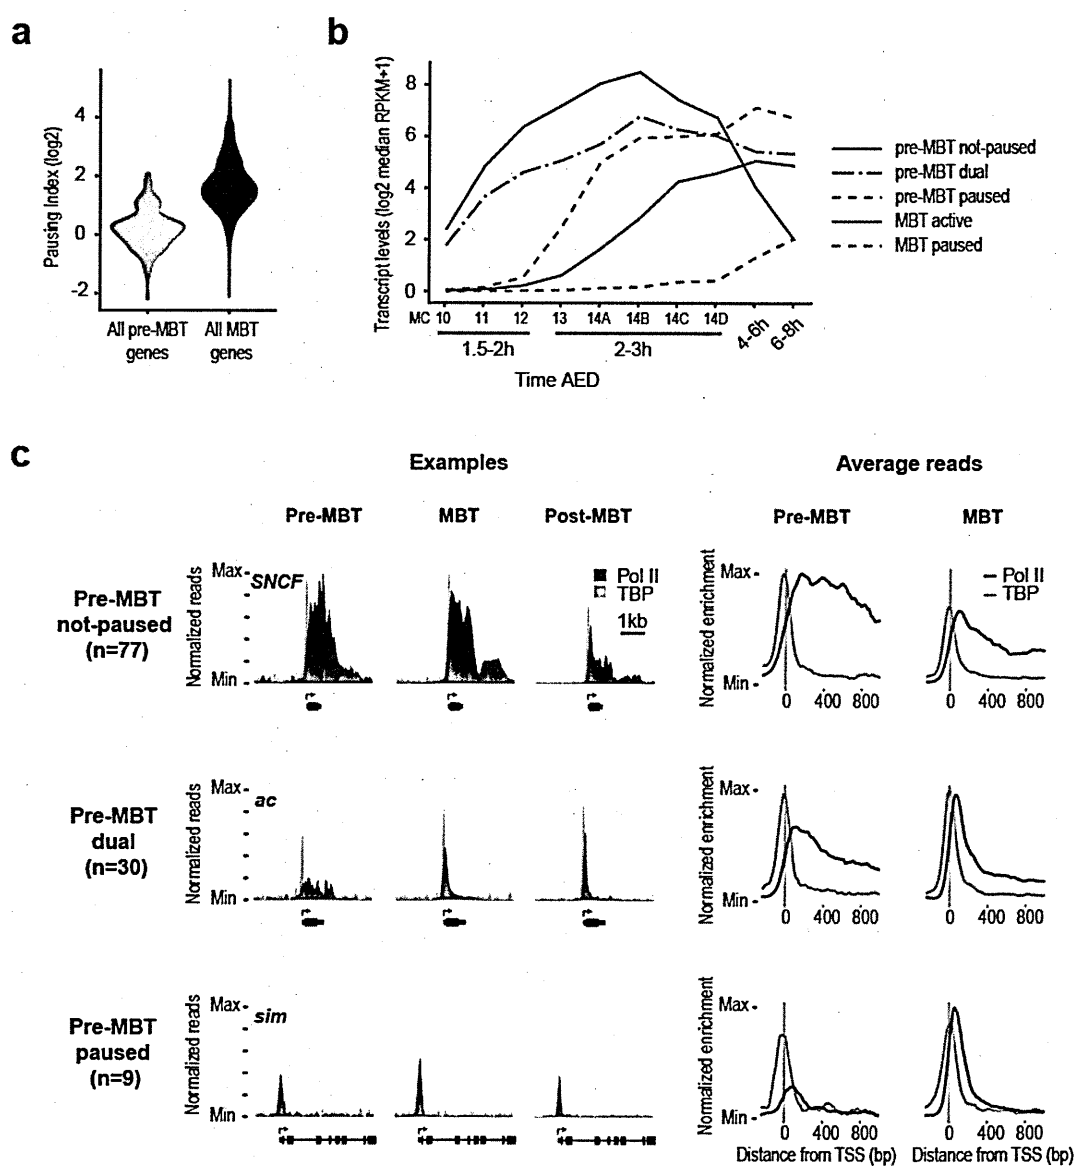 a
Pausing Index (log2)
4
2
0
-2
All pre-MBT
genes
All MBT
genes
b
Transcript levels (log2 median RPKM+1)
8
6
4
2
0
MC 10 11 12 13 14A 14B 14C 14D 4-6h 6-8h
1.5-2h 2-3h
Time AED
pre-MBT not-paused
pre-MBT dual
pre-MBT paused
MBT active
MBT paused
c
Examples
Average reads
Pre-MBT MBT Post-MBT Pre-MBT MBT
Pre-MBT
not-paused
(n=77)
Normalized reads
Max
Min
SNCF
Pol II
TBP
1kb
Normalized enrichment
Max
Min
0 400 800
Pol II
TBP
0 400 800
Pre-MBT
dual
(n=30)
Normalized reads
Max
Min
ac
Normalized enrichment
Max
Min
0 400 800
0 400 800
Pre-MBT
paused
(n=9)
Normalized reads
Max
Min
sim
Normalized enrichment
Max
Min
0 400 800
Distance from TSS (bp)
0 400 800
Distance from TSS (bp)